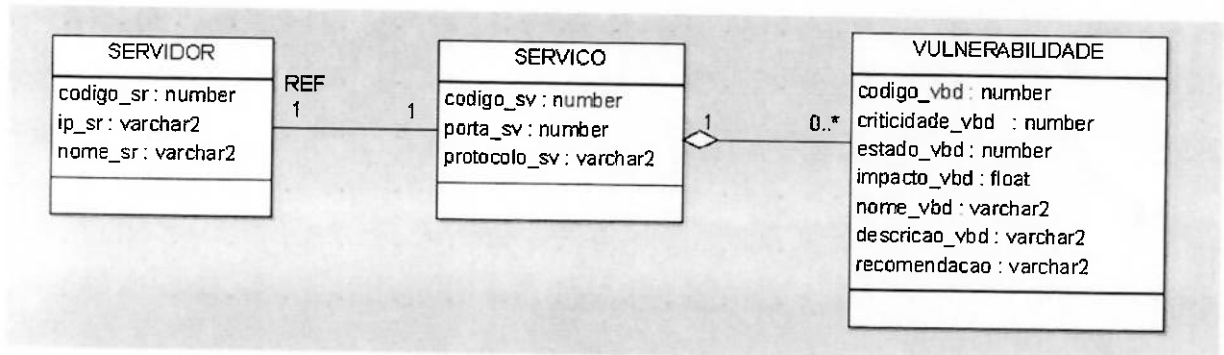 SERVIDOR
codigo_sr : number
ip_sr : varchar2
nome_sr : varchar2
REF
1
1
SERVICO
codigo_sv : number
porta_sv : number
protocolo_sv : varchar2
1
0..*
VULNERABILIDADE
codigo_vbd : number
criticidade_vbd : number
estado_vbd : number
impacto_vbd : float
nome_vbd : varchar2
descricao_vbd : varchar2
recomendacao : varchar2